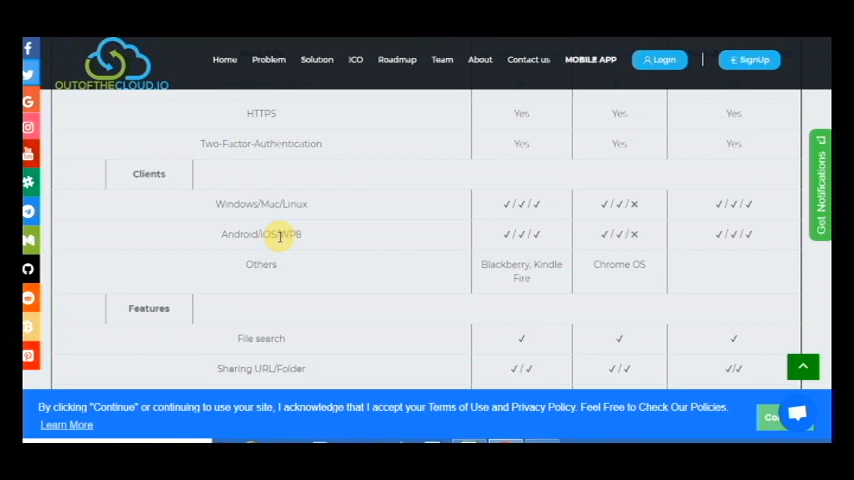 Home Problem Solution ICO Roadmap Team About Contact us MOBILE APP Login SignUp
OUTOFTHECLOUD.IO
HTTPS Yes Yes Yes
Two-Factor-Authentication Yes Yes Yes
Clients
Windows/Mac/Linux ✓/✓/✓ ✓/✓/✕ ✓/✓/✓
Android/iOS/WP8 ✓/✓/✓ ✓/✓/✕ ✓/✓/✓
Others Blackberry, Kindle Chrome OS
Fire
Features
File search ✓ ✓ ✓
Sharing URL/Folder ✓/✓ ✓/✓ ✓/✓
Get Notifications
By clicking "Continue" or continuing to use your site, I acknowledge that I accept your Terms of Use and Privacy Policy. Feel Free to Check Our Policies.
Learn More